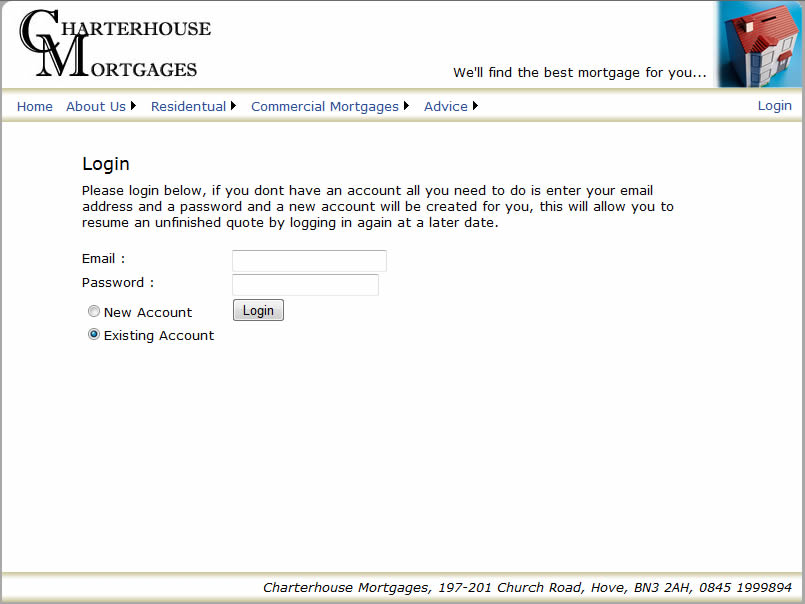 CHARTERHOUSE
MORTGAGES
We'll find the best mortgage for you...
Home About Us Residentual Commercial Mortgages Advice Login
Login
Please login below, if you dont have an account all you need to do is enter your email
address and a password and a new account will be created for you, this will allow you to
resume an unfinished quote by logging in again at a later date.
Email :
Password :
New Account Login
Existing Account
Charterhouse Mortgages, 197-201 Church Road, Hove, BN3 2AH, 0845 1999894